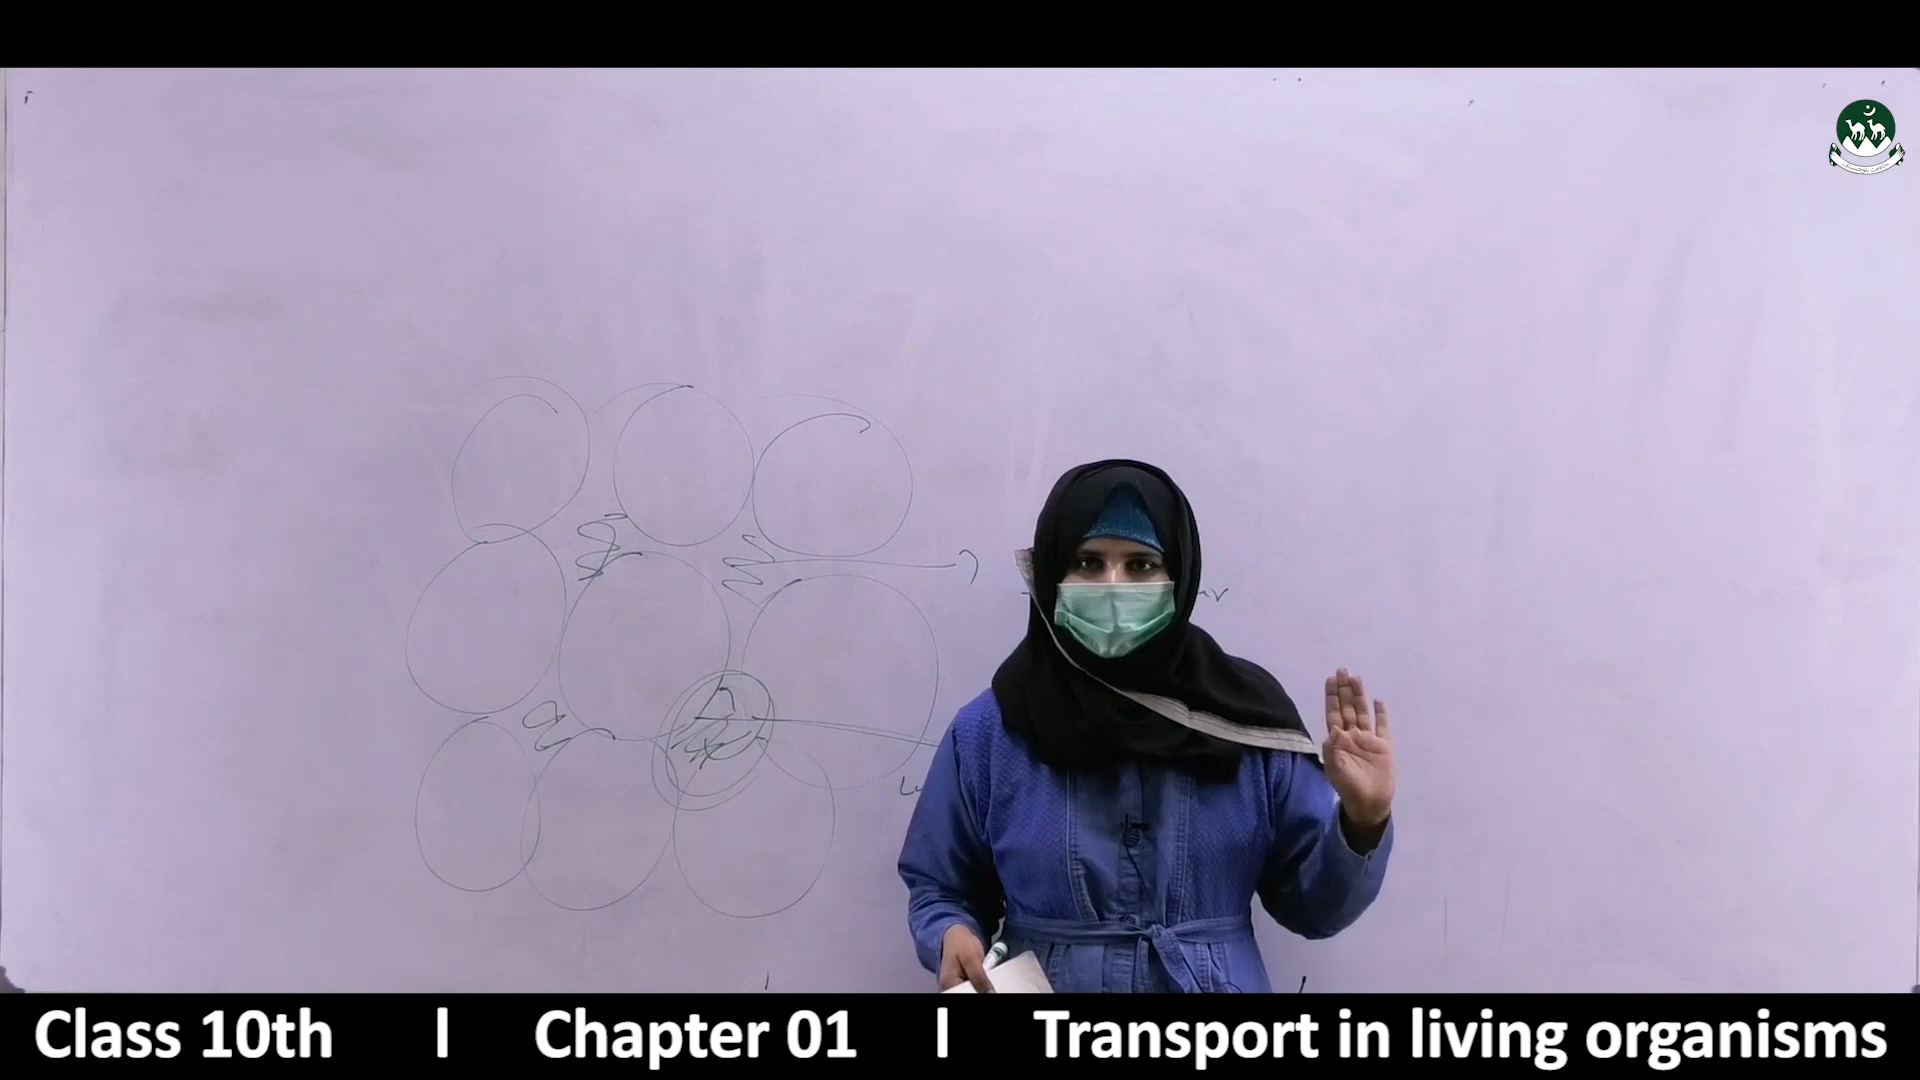 Class 10th | Chapter 01 | Transport in living organisms